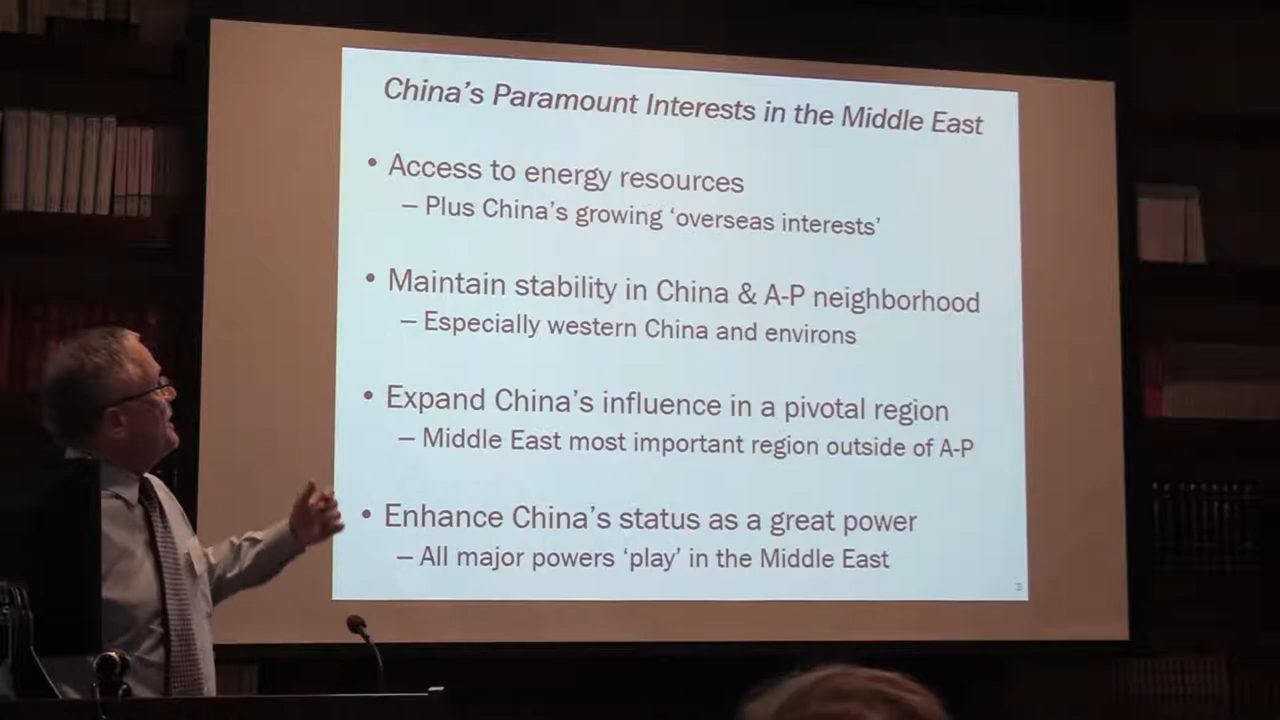 China's Paramount Interests in the Middle East
• Access to energy resources
– Plus China's growing 'overseas interests'
• Maintain stability in China & A-P neighborhood
– Especially western China and environs
• Expand China's influence in a pivotal region
– Middle East most important region outside of A-P
• Enhance China's status as a great power
– All major powers 'play' in the Middle East
3